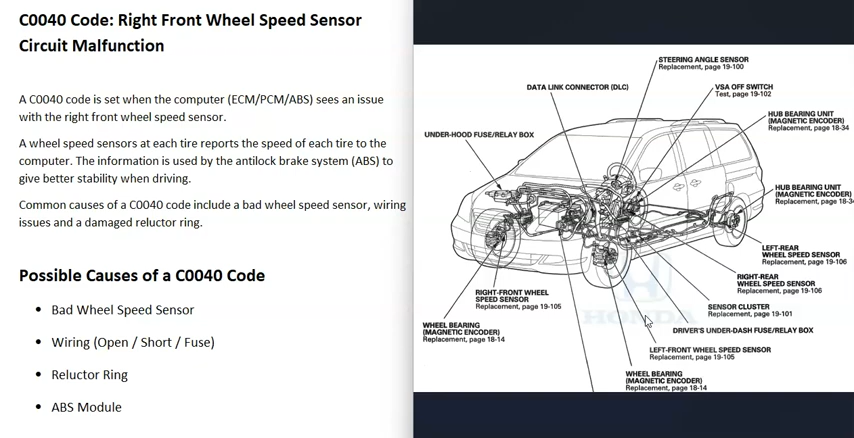 C0040 Code: Right Front Wheel Speed Sensor
Circuit Malfunction
A C0040 code is set when the computer (ECM/PCM/ABS) sees an issue
with the right front wheel speed sensor.
A wheel speed sensors at each tire reports the speed of each tire to the
computer. The information is used by the antilock brake system (ABS) to
give better stability when driving.
Common causes of a C0040 code include a bad wheel speed sensor, wiring
issues and a damaged reluctor ring.
Possible Causes of a C0040 Code
• Bad Wheel Speed Sensor
• Wiring (Open / Short / Fuse)
• Reluctor Ring
• ABS Module
STEERING ANGLE SENSOR
Replacement, page 19-100
DATA LINK CONNECTOR (DLC)
VSA OFF SWITCH
Test, page 19-102
HUB BEARING UNIT
(MAGNETIC ENCODER)
Replacement, page 18-34
UNDER-HOOD FUSE/RELAY BOX
HUB BEARING UNIT
(MAGNETIC ENCODER)
Replacement, page 18-3
LEFT-REAR
WHEEL SPEED SENSOR
Replacement, page 19-106
RIGHT-REAR
WHEEL SPEED SENSOR
Replacement, page 19-106
RIGHT-FRONT WHEEL
SPEED SENSOR
Replacement, page 19-105
SENSOR CLUSTER
Replacement, page 19-101
HONDA
WHEEL BEARING
(MAGNETIC ENCODER)
Replacement, page 18-14
DRIVER'S UNDER-DASH FUSE/RELAY BOX
LEFT-FRONT WHEEL SPEED SENSOR
Replacement, page 19-105
WHEEL BEARING
(MAGNETIC ENCODER)
Replacement, page 18-14